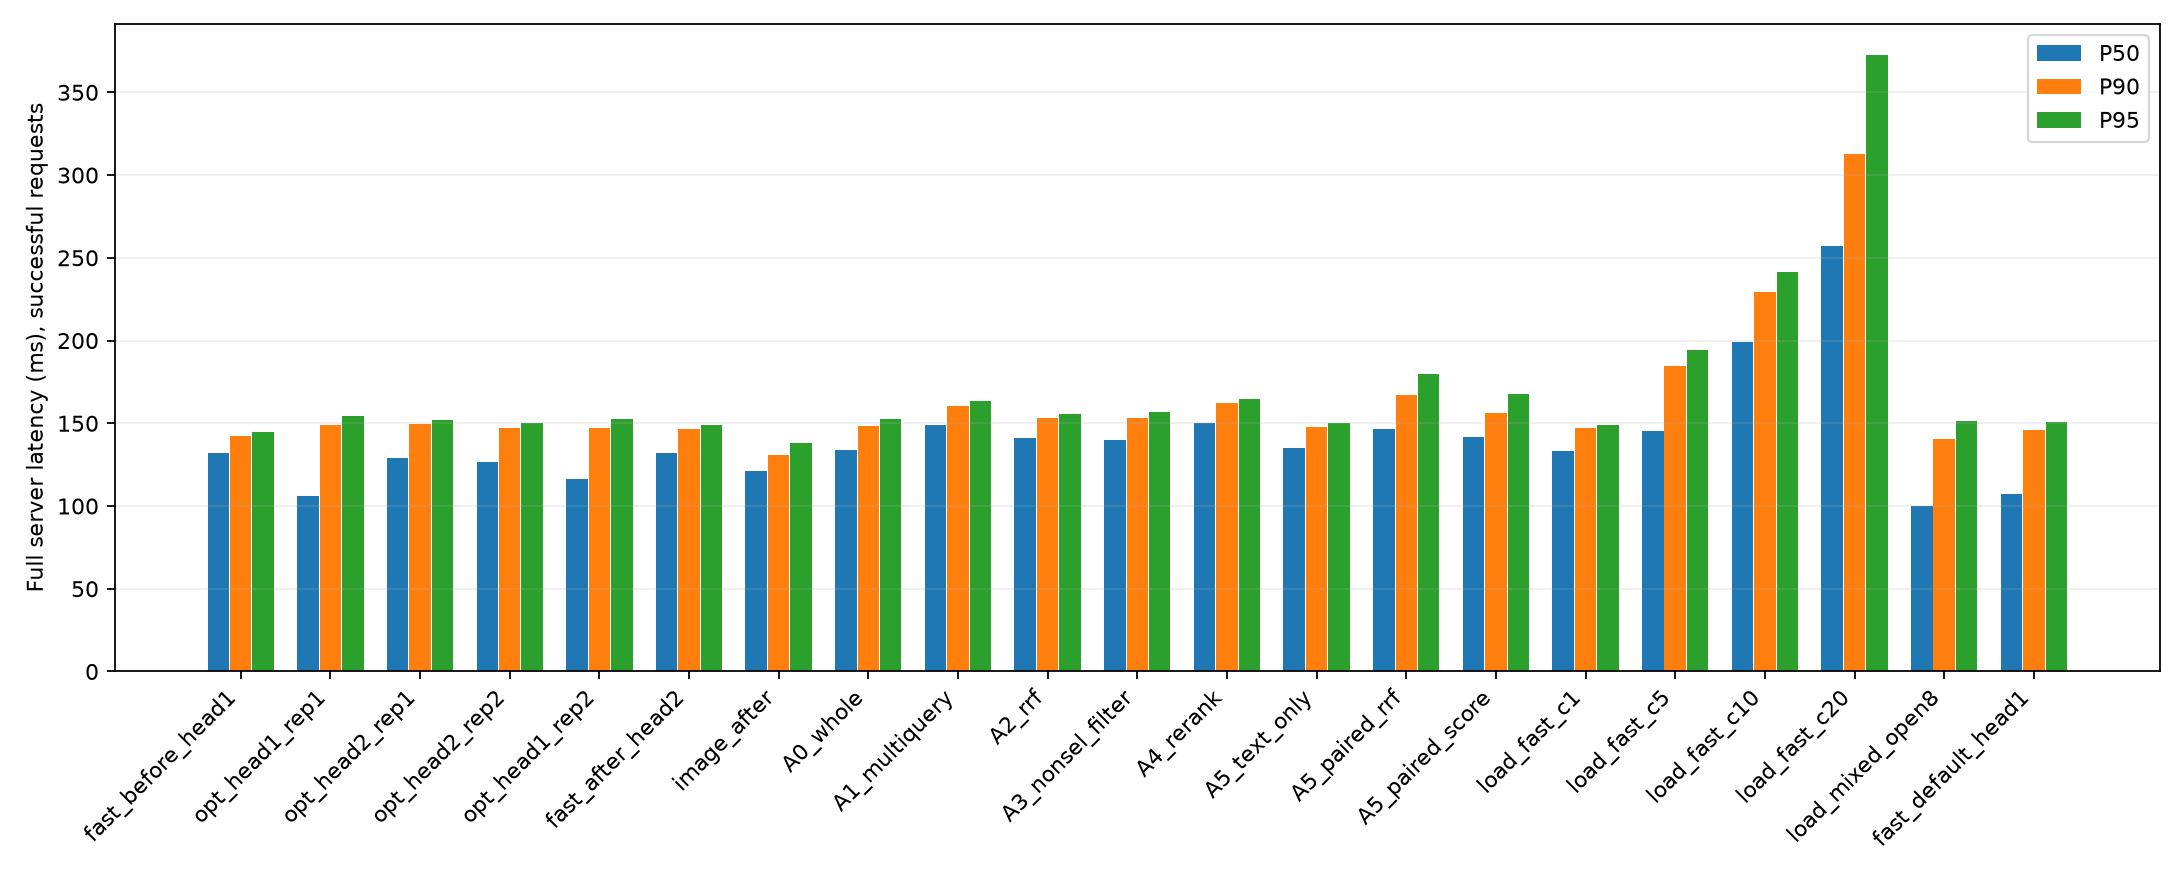 Full server latency (ms), successful requests
350
300
250
200
150
100
50
0
P50
P90
P95
fast_before_head1
opt_head1_rep1
opt_head2_rep1
opt_head2_rep2
opt_head1_rep2
fast_after_head2
image_after
A0_whole
A1_multiquery
A2_rrf
A3_nonsel_filter
A4_rerank
A5_text_only
A5_paired_rrf
A5_paired_score
load_fast_c1
load_fast_c5
load_fast_c10
load_fast_c20
load_mixed_open8
fast_default_head1